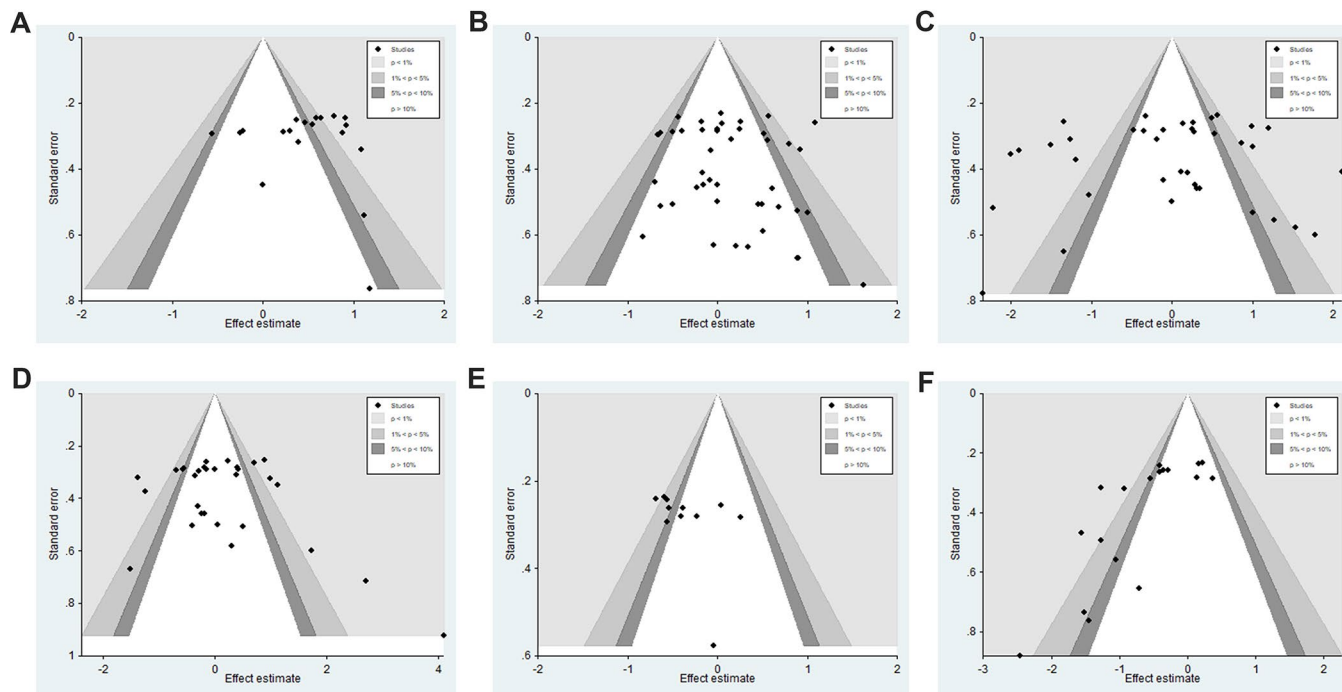 A
0
.2
.4
.6
.8
Standard error
-2
-1
0
1
2
Effect estimate
Studies
p < 1%
1% < p < 5%
5% < p < 10%
p > 10%
B
0
.2
.4
.6
.8
Standard error
-2
-1
0
1
2
Effect estimate
Studies
p < 1%
1% < p < 5%
5% < p < 10%
p > 10%
C
0
.2
.4
.6
.8
Standard error
-2
-1
0
1
2
Effect estimate
Studies
p < 1%
1% < p < 5%
5% < p < 10%
p > 10%
D
0
.2
.4
.6
.8
1
Standard error
-2
0
2
4
Effect estimate
Studies
p < 1%
1% < p < 5%
5% < p < 10%
p > 10%
E
0
.2
.4
.6
Standard error
-2
-1
0
1
2
Effect estimate
Studies
p < 1%
1% < p < 5%
5% < p < 10%
p > 10%
F
0
.2
.4
.6
.8
Standard error
-3
-2
-1
0
1
2
Effect estimate
Studies
p < 1%
1% < p < 5%
5% < p < 10%
p > 10%